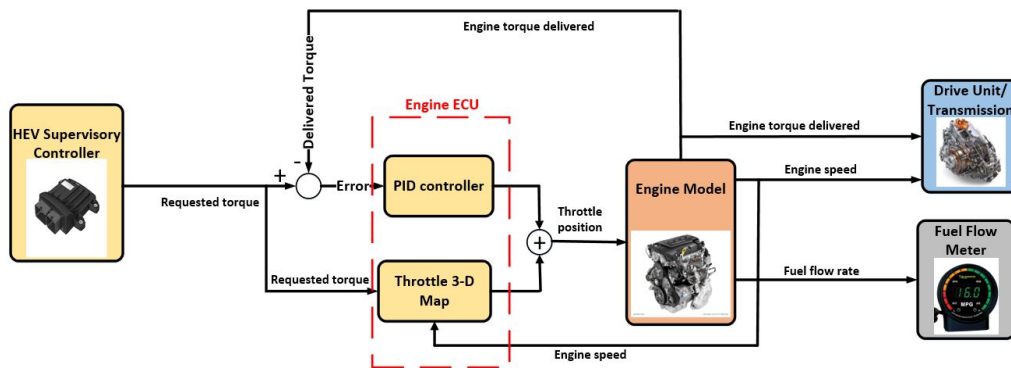 Engine torque delivered
Delivered Torque
Engine ECU
HEV Supervisory
Controller
-
+
Requested torque
Error
PID controller
Requested torque
Throttle 3-D
Map
+
Throttle
position
Engine Model
Engine torque delivered
Engine speed
Fuel flow rate
Engine speed
Drive Unit/
Transmission
Fuel Flow
Meter
16.0
MPG